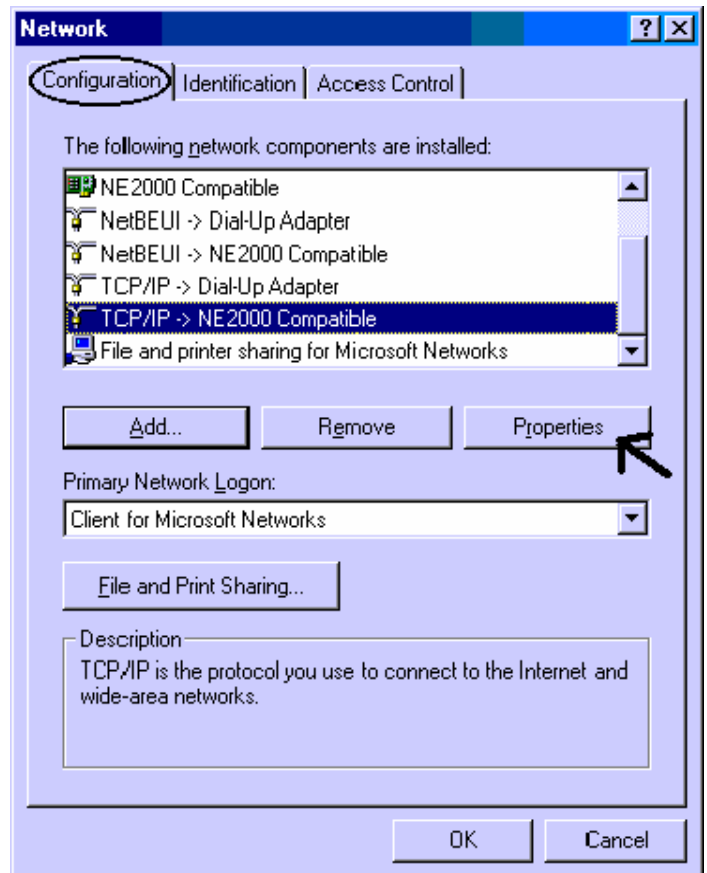 Network
Configuration Identification Access Control
The following network components are installed:
NE2000 Compatible
NetBEUI -> Dial-Up Adapter
NetBEUI -> NE2000 Compatible
TCP/IP -> Dial-Up Adapter
TCP/IP -> NE2000 Compatible
File and printer sharing for Microsoft Networks
Add... Remove Properties
Primary Network Logon:
Client for Microsoft Networks
File and Print Sharing...
Description
TCP/IP is the protocol you use to connect to the Internet and
wide-area networks.
OK Cancel